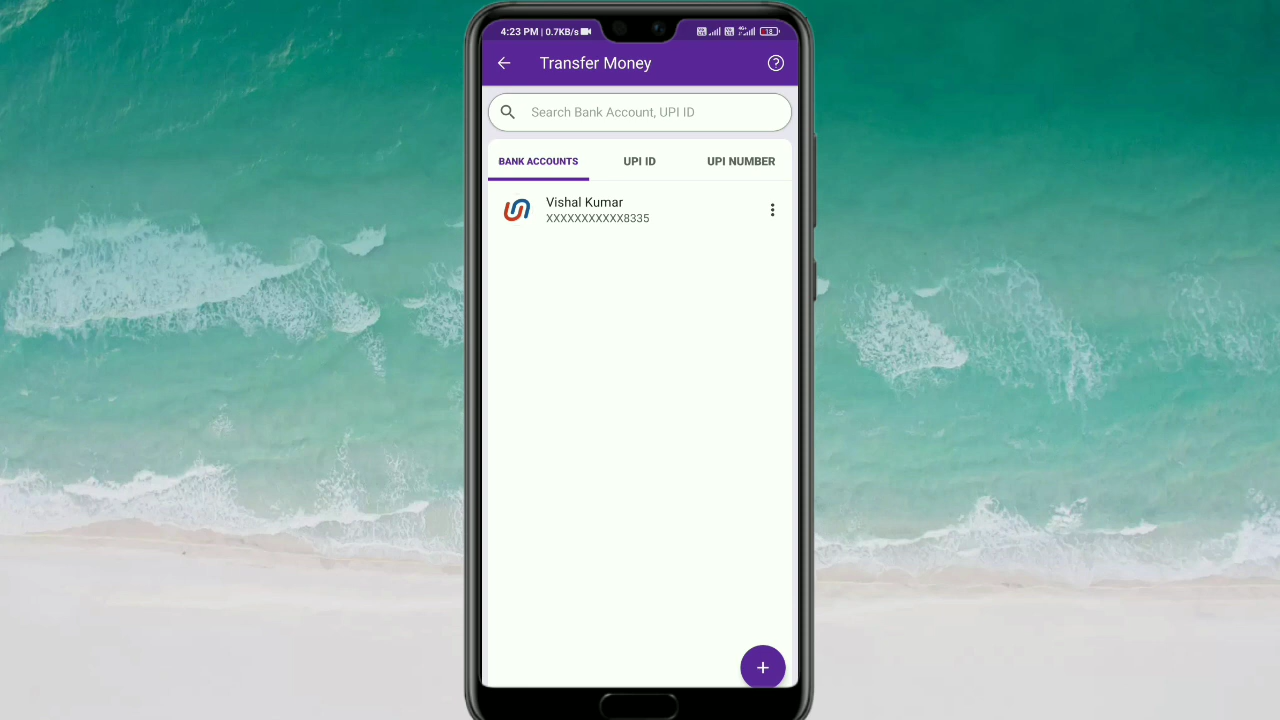 4:23 PM | 0.7KB/s
18
Transfer Money
Search Bank Account, UPI ID
BANK ACCOUNTS
UPI ID
UPI NUMBER
Vishal Kumar
XXXXXXXXXXX8335